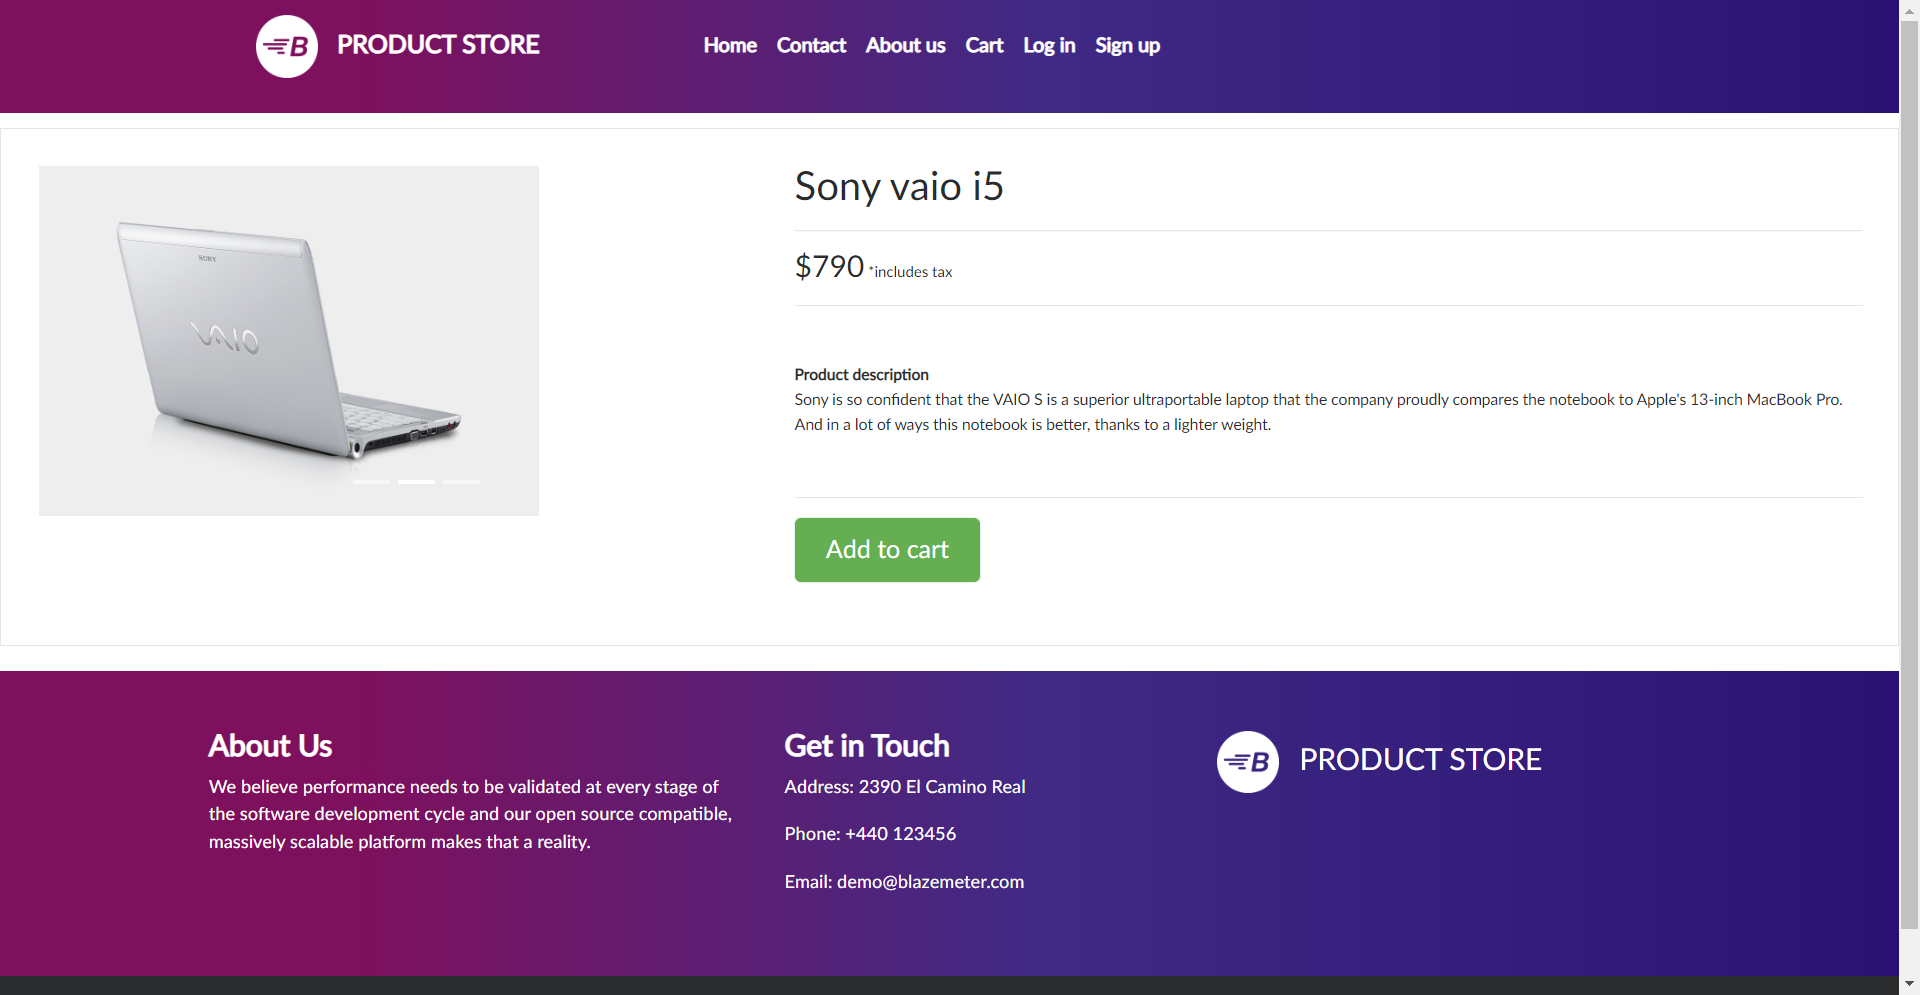 B PRODUCT STORE
Home Contact About us Cart Log in Sign up
SONY
VAIO
Sony vaio i5
$790 *includes tax
Product description
Sony is so confident that the VAIO S is a superior ultraportable laptop that the company proudly compares the notebook to Apple's 13-inch MacBook Pro.
And in a lot of ways this notebook is better, thanks to a lighter weight.
Add to cart
About Us
We believe performance needs to be validated at every stage of
the software development cycle and our open source compatible,
massively scalable platform makes that a reality.
Get in Touch
Address: 2390 El Camino Real
Phone: +440 123456
Email: demo@blazemeter.com
B PRODUCT STORE